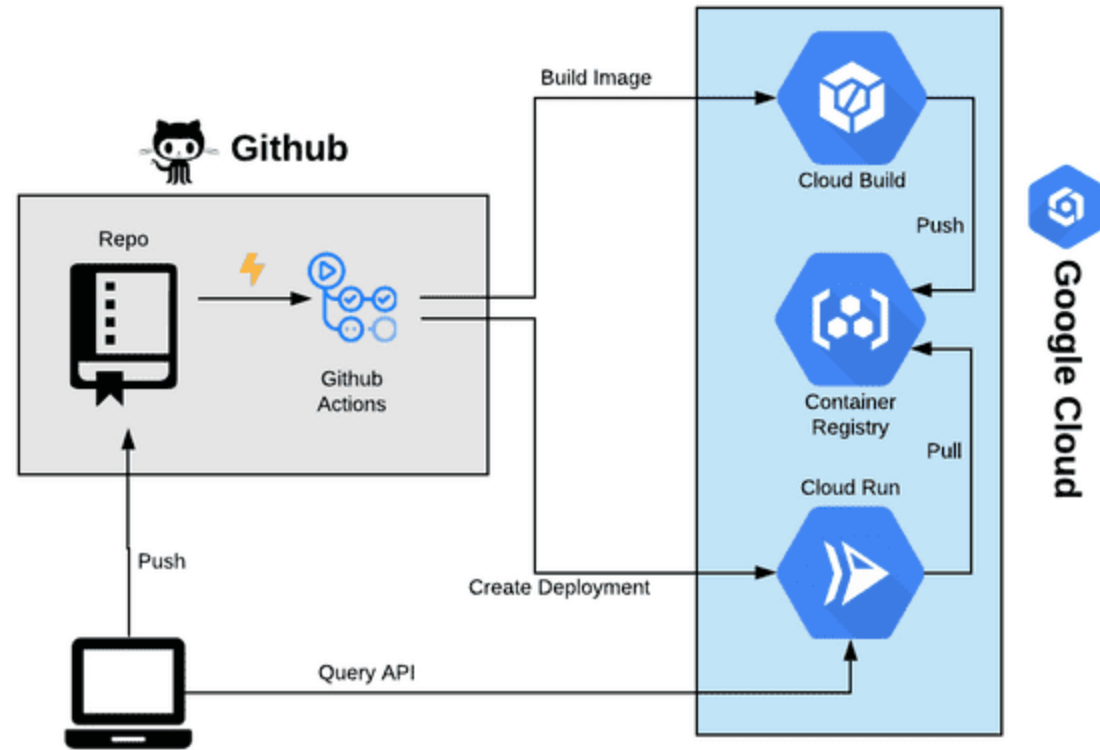 Build Image
Github
Cloud Build
Repo
Push
Github
Actions
Container
Registry
Google Cloud
Pull
Cloud Run
Push
Create Deployment
Query API